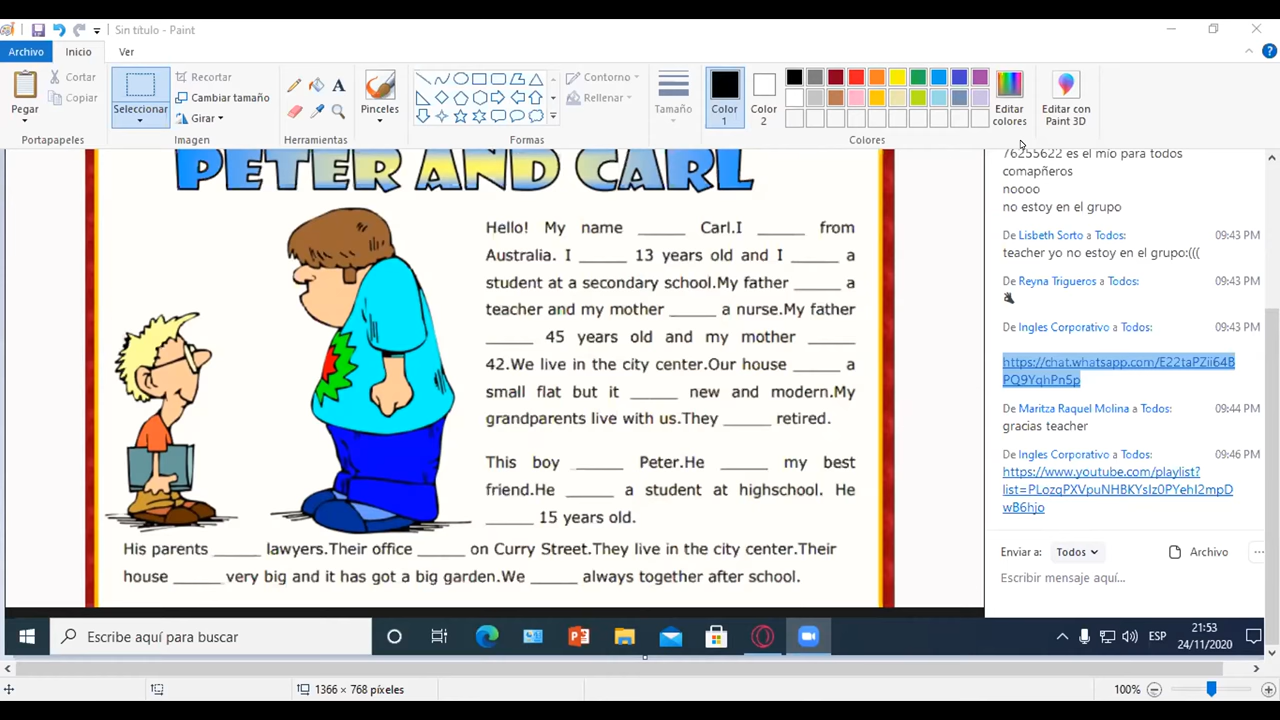 Sin título - Paint
Archivo Inicio Ver
Pegar
Cortar
Copiar
Portapapeles
Seleccionar
Recortar
Cambiar tamaño
Girar
Imagen
Herramientas
Pinceles
Formas
Contorno
Rellenar
Tamaño
Color 1
Color 2
Colores
Editar colores
Editar con Paint 3D
PETER AND CARL
Hello! My name ______ Carl.I ______ from
Australia. I ______ 13 years old and I ______ a
student at a secondary school.My father ______ a
teacher and my mother ______ a nurse.My father
______ 45 years old and my mother ______
42.We live in the city center.Our house ______ a
small flat but it ______ new and modern.My
grandparents live with us.They ______ retired.
This boy ______ Peter.He ______ my best
friend.He ______ a student at highschool. He
______ 15 years old.
His parents ______ lawyers.Their office ______ on Curry Street.They live in the city center.Their
house ______ very big and it has got a big garden.We ______ always together after school.
76255622 es el mio para todos
comapñeros
noooo
no estoy en el grupo
De Lisbeth Sorto a Todos: 09:43 PM
teacher yo no estoy en el grupo:(((
De Reyna Trigueros a Todos: 09:43 PM
De Ingles Corporativo a Todos: 09:43 PM
https://chat.whatsapp.com/E22taPZii64B
PQ9YqhPn5p
De Maritza Raquel Molina a Todos: 09:44 PM
gracias teacher
De Ingles Corporativo a Todos: 09:46 PM
https://www.youtube.com/playlist?
list=PLozqPXVpuNHBKYsIz0PYehI2mpD
wB6hjo
Enviar a: Todos Archivo
Escribir mensaje aquí...
Escribe aquí para buscar
ESP
21:53
24/11/2020
1366 × 768 píxeles
100%